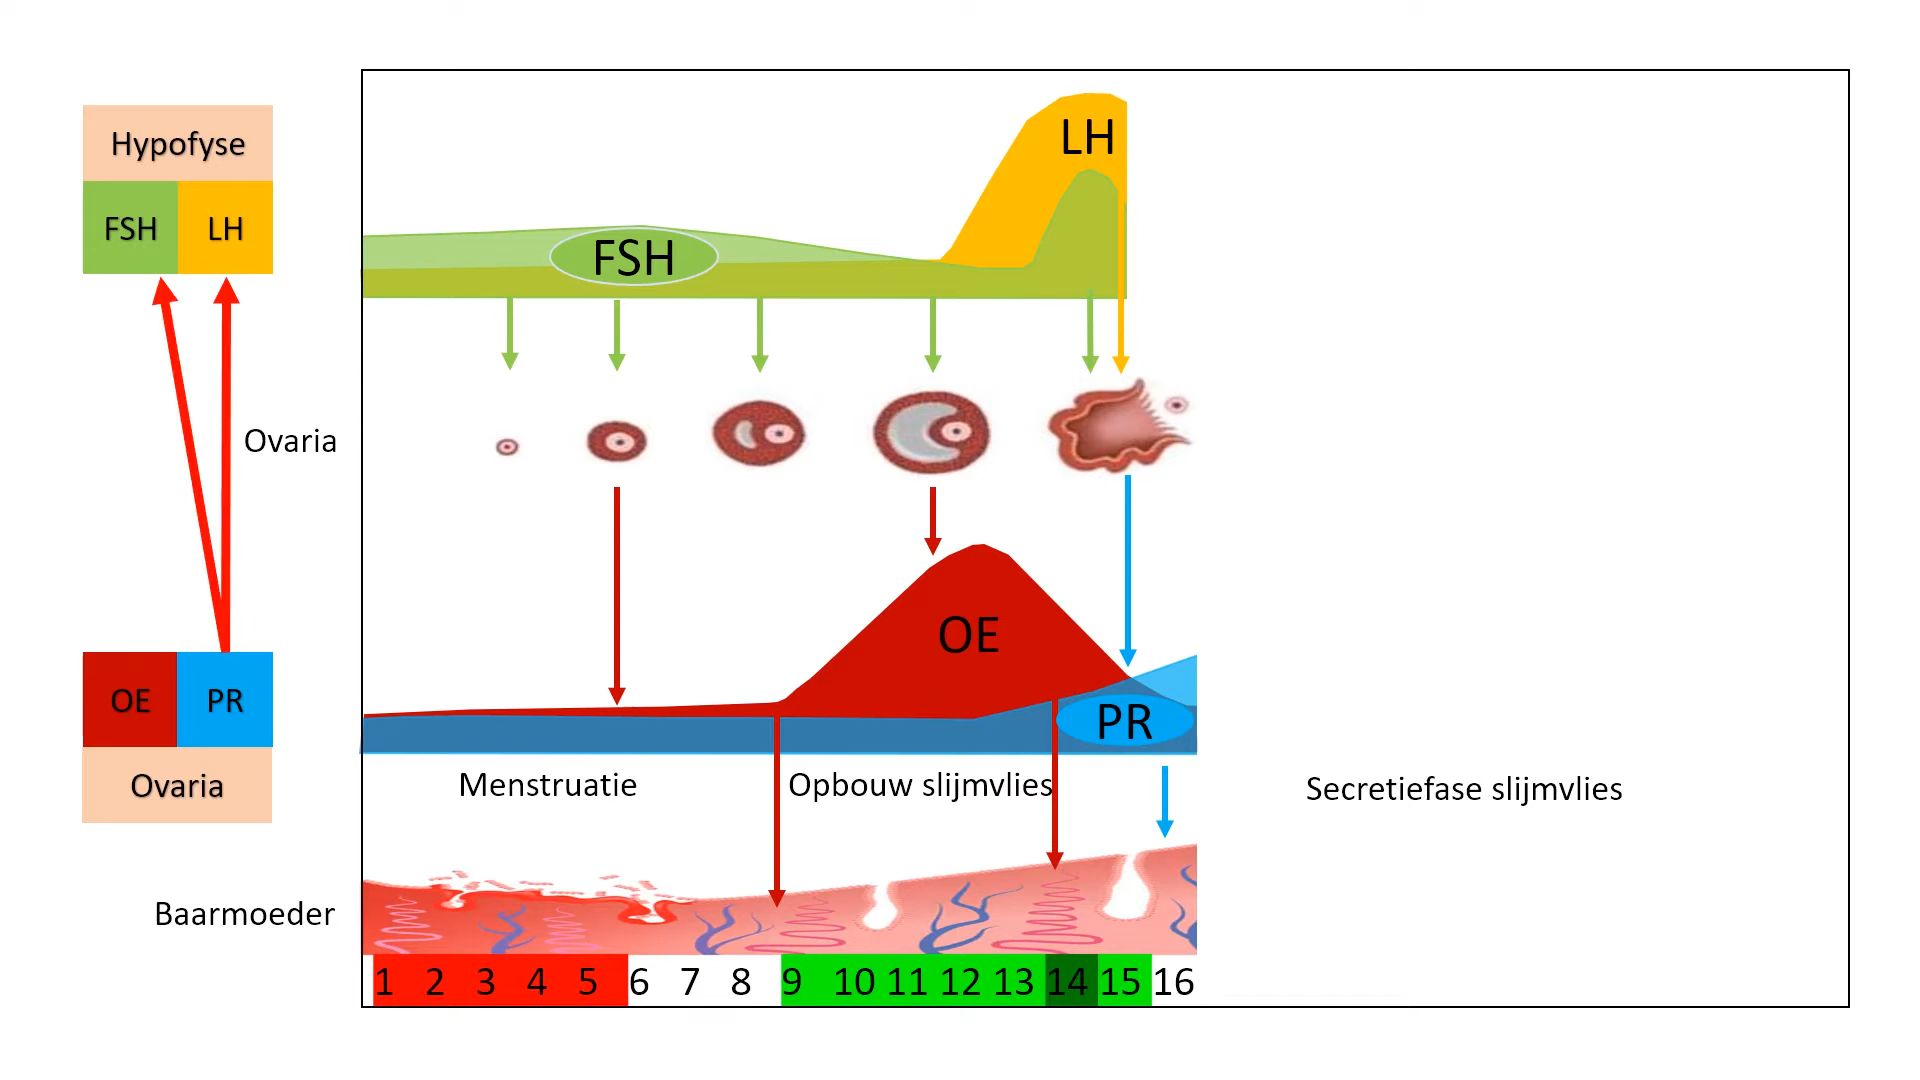 Hypofyse
FSH LH
Ovaria
OE PR
Ovaria
Baarmoeder
LH
FSH
OE
PR
Menstruatie
Opbouw slijmvlies
Secretiefase slijmvlies
1 2 3 4 5 6 7 8 9 10 11 12 13 14 15 16